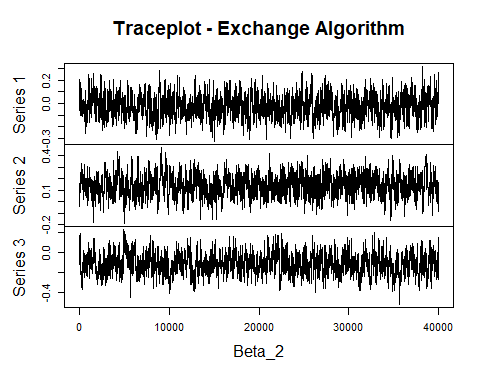 Traceplot - Exchange Algorithm
Series 1
0.2
0.0
-0.3
Series 2
0.4
0.1
-0.2
Series 3
0.0
-0.4
0 10000 20000 30000 40000
Beta_2